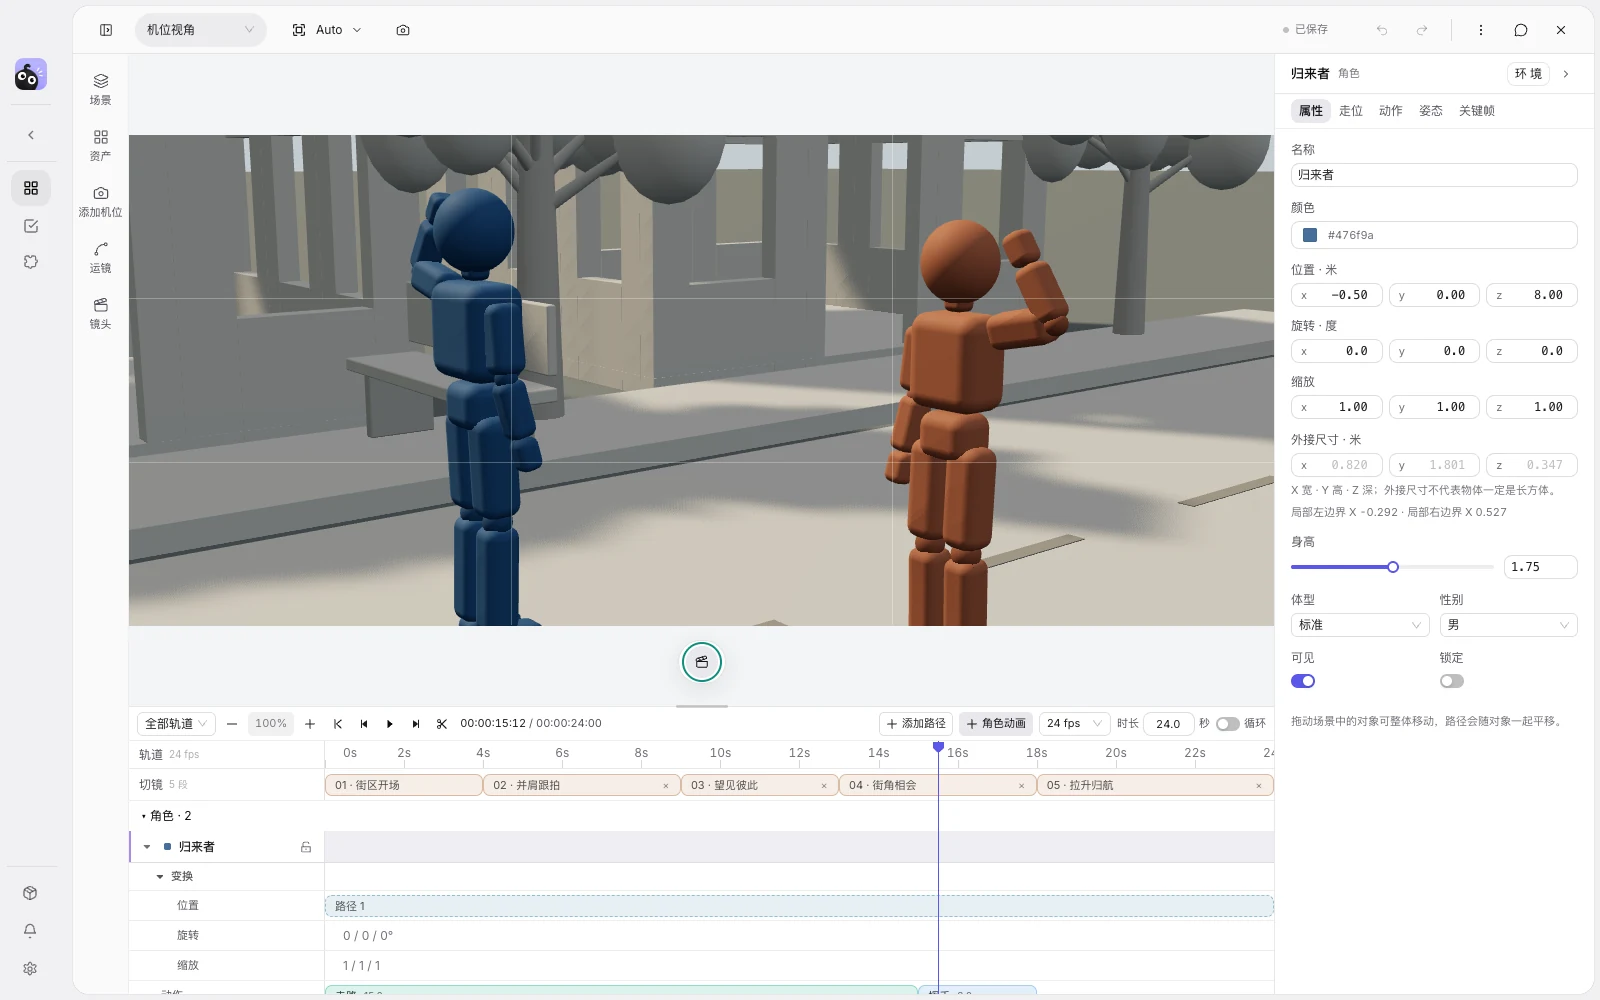 机位视角 Auto 已保存
场景
资产
添加机位
运镜
镜头
归来者 角色 环 境
属性 走位 动作 姿态 关键帧
名称
归来者
颜色
#476f9a
位置 · 米
x −0.50 y 0.00 z 8.00
旋转 · 度
x 0.0 y 0.0 z 0.0
缩放
x 1.00 y 1.00 z 1.00
外接尺寸 · 米
x 0.820 y 1.801 z 0.347
X 宽 · Y 高 · Z 深；外接尺寸不代表物体一定是长方体。
局部左边界 X -0.292 · 局部右边界 X 0.527
身高
1.75
体型 性别
标准 男
可见 锁定
拖动场景中的对象可整体移动，路径会随对象一起平移。
全部轨道 100% 00:00:15:12 / 00:00:24:00 添加路径 角色动画 24 fps 时长 24.0 秒 循环
轨道 24 fps 0s 2s 4s 6s 8s 10s 12s 14s 16s 18s 20s 22s
切镜 5 段 01 · 街区开场 02 · 并肩跟拍 × 03 · 望见彼此 × 04 · 街角相会 × 05 · 拉升归航 ×
角色 · 2
归来者
变换
位置 路径 1
旋转 0 / 0 / 0°
缩放 1 / 1 / 1